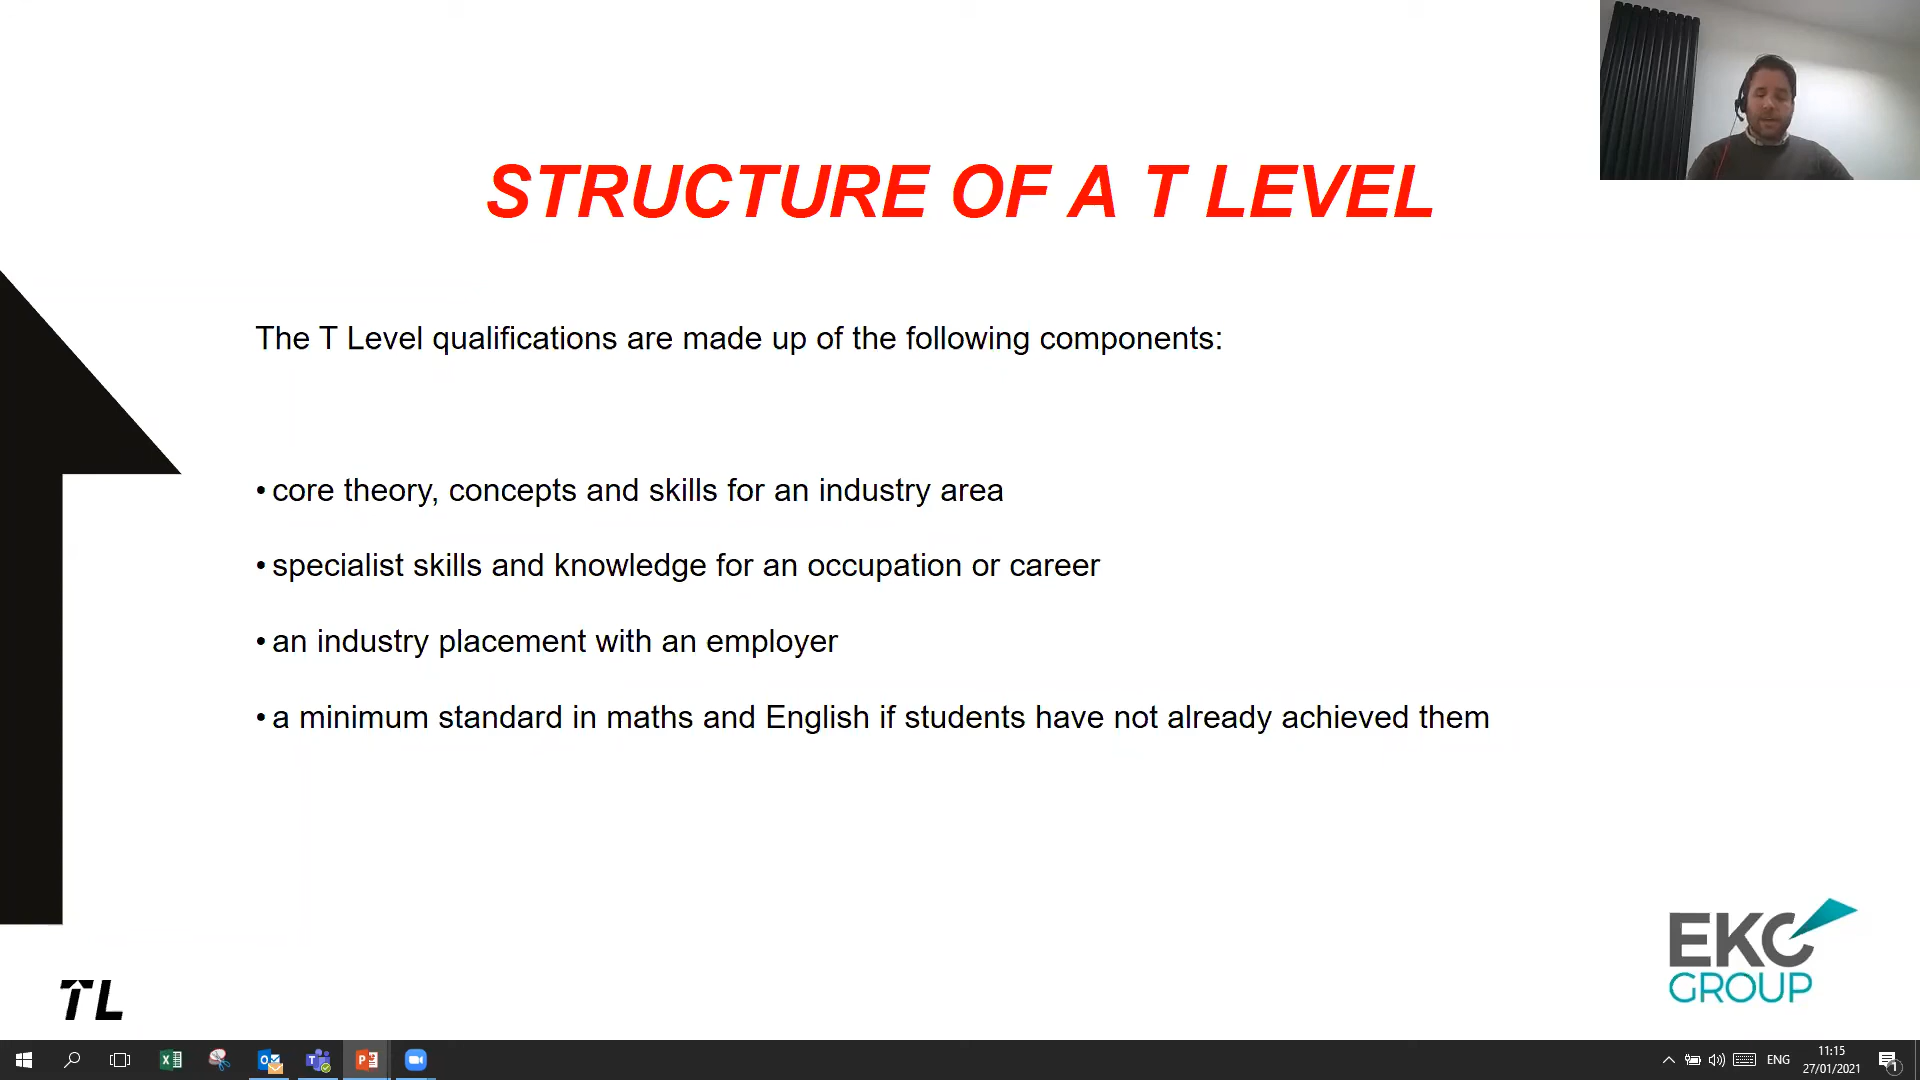 STRUCTURE OF A T LEVEL
The T Level qualifications are made up of the following components:
• core theory, concepts and skills for an industry area
• specialist skills and knowledge for an occupation or career
• an industry placement with an employer
• a minimum standard in maths and English if students have not already achieved them
EKC
GROUP
TL
ENG
11:15
27/01/2021
1